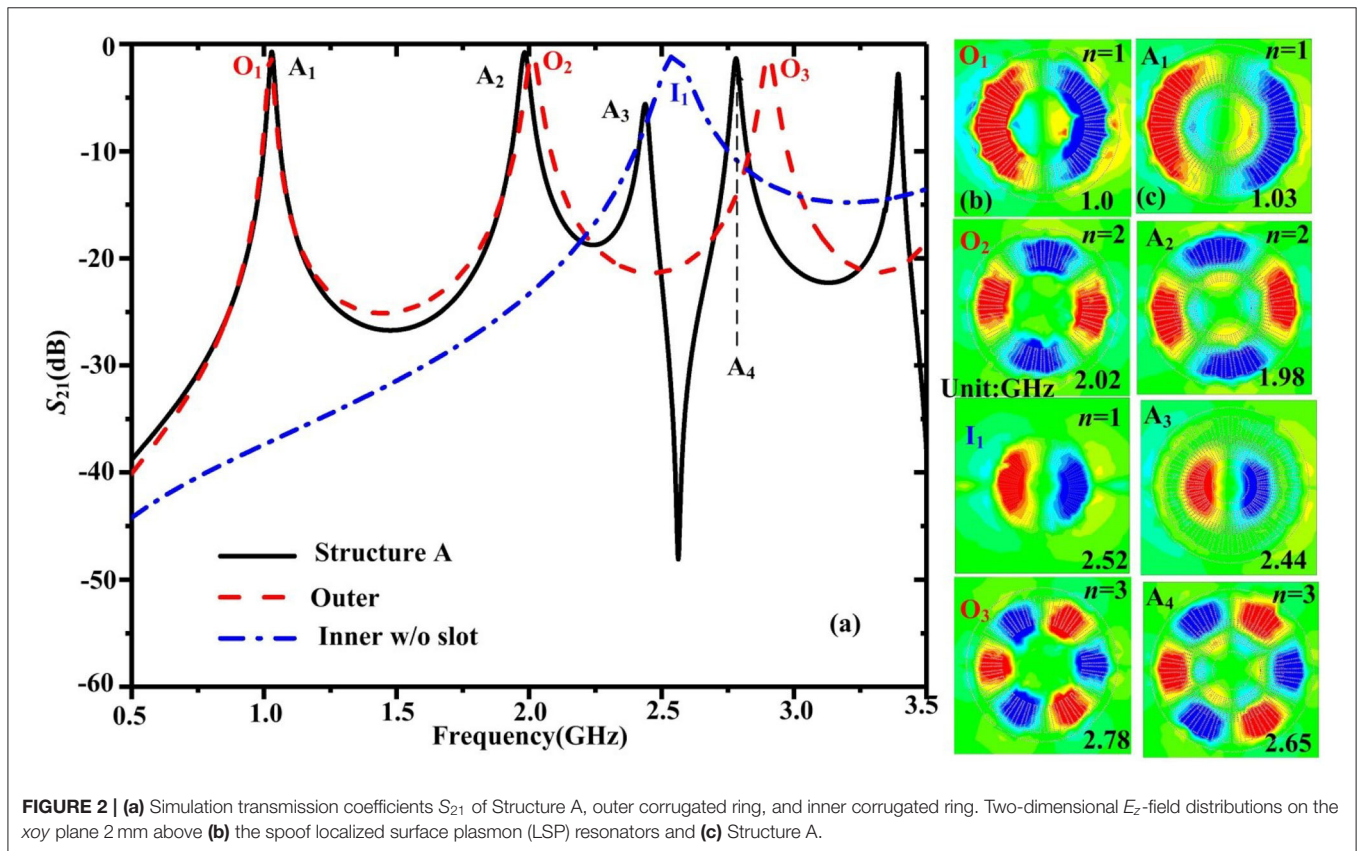 0
-10
-20
-30
-40
-50
-60
S21(dB)
0.5 1.0 1.5 2.0 2.5 3.0 3.5
Frequency(GHz)
O1 A1 A2 O2 A3 I1 O3
A4
Structure A
Outer
Inner w/o slot
(a)
O1 n=1
(b) 1.0
A1 n=1
(c) 1.03
O2 n=2
2.02
A2 n=2
1.98
Unit:GHz
I1 n=1
2.52
A3
2.44
O3 n=3
2.78
A4 n=3
2.65
FIGURE 2 | (a) Simulation transmission coefficients S21 of Structure A, outer corrugated ring, and inner corrugated ring. Two-dimensional Ez-field distributions on the
xoy plane 2 mm above (b) the spoof localized surface plasmon (LSP) resonators and (c) Structure A.